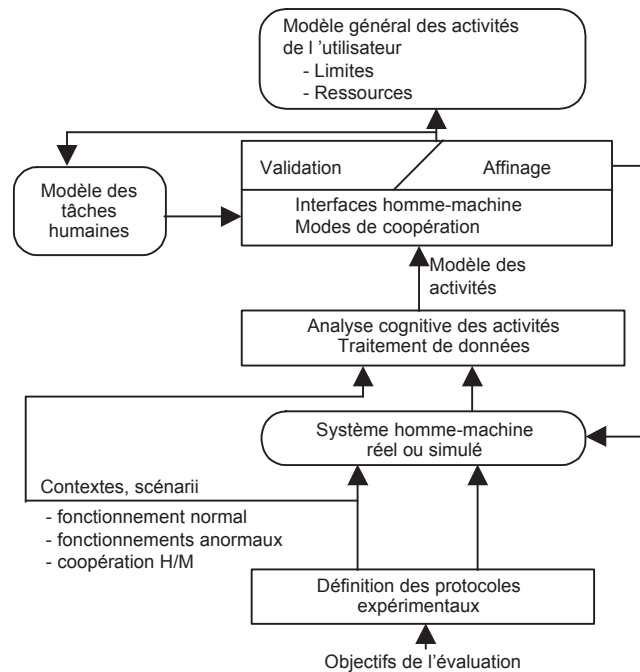 Modèle général des activités
de l ’utilisateur
- Limites
- Ressources
Validation
Affinage
Modèle des
tâches
humaines
Interfaces homme-machine
Modes de coopération
Modèle des
activités
Analyse cognitive des activités
Traitement de données
Système homme-machine
réel ou simulé
Contextes, scénarii
- fonctionnement normal
- fonctionnements anormaux
- coopération H/M
Définition des protocoles
expérimentaux
Objectifs de l’évaluation